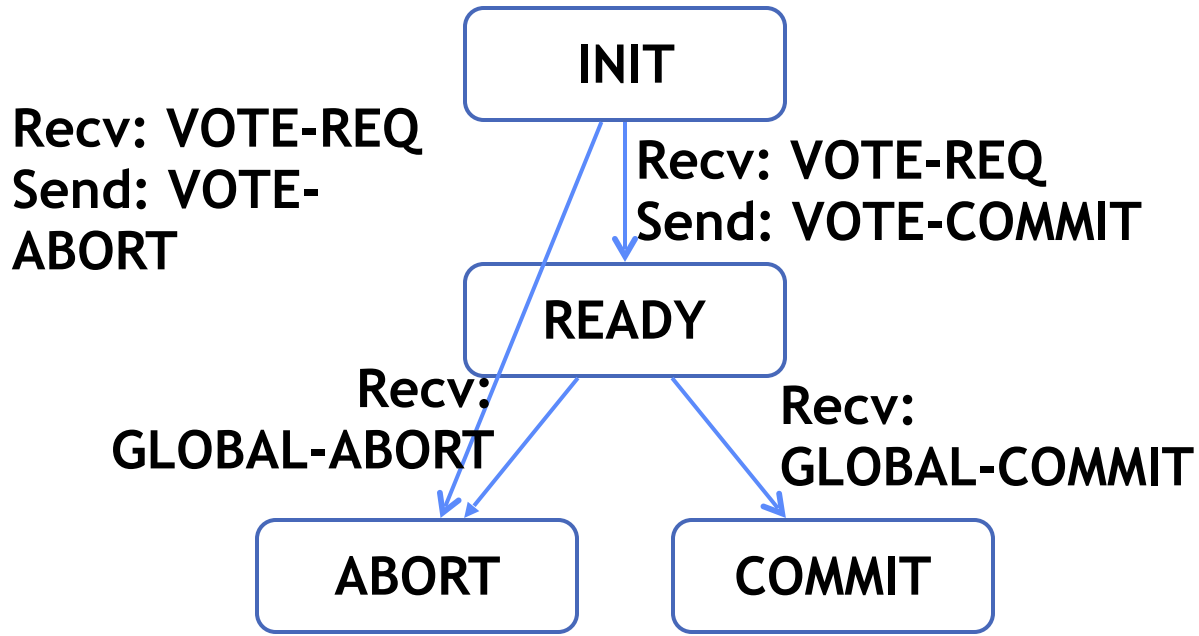 INIT
Recv: VOTE-REQ
Send: VOTE-
ABORT
Recv: VOTE-REQ
Send: VOTE-COMMIT
READY
Recv:
GLOBAL-ABORT
Recv:
GLOBAL-COMMIT
ABORT
COMMIT